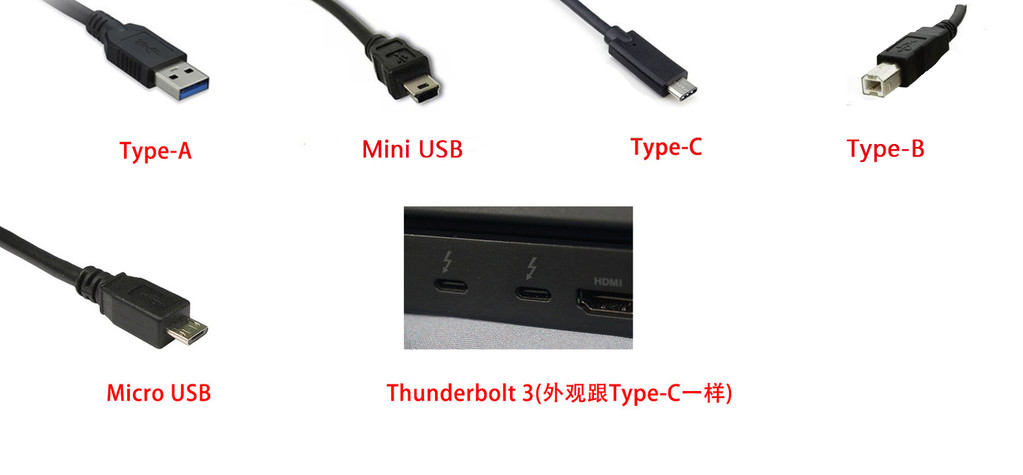 Type-A
Mini USB
Type-C
Type-B
HDMI
Micro USB
Thunderbolt 3(外观跟Type-C一样)